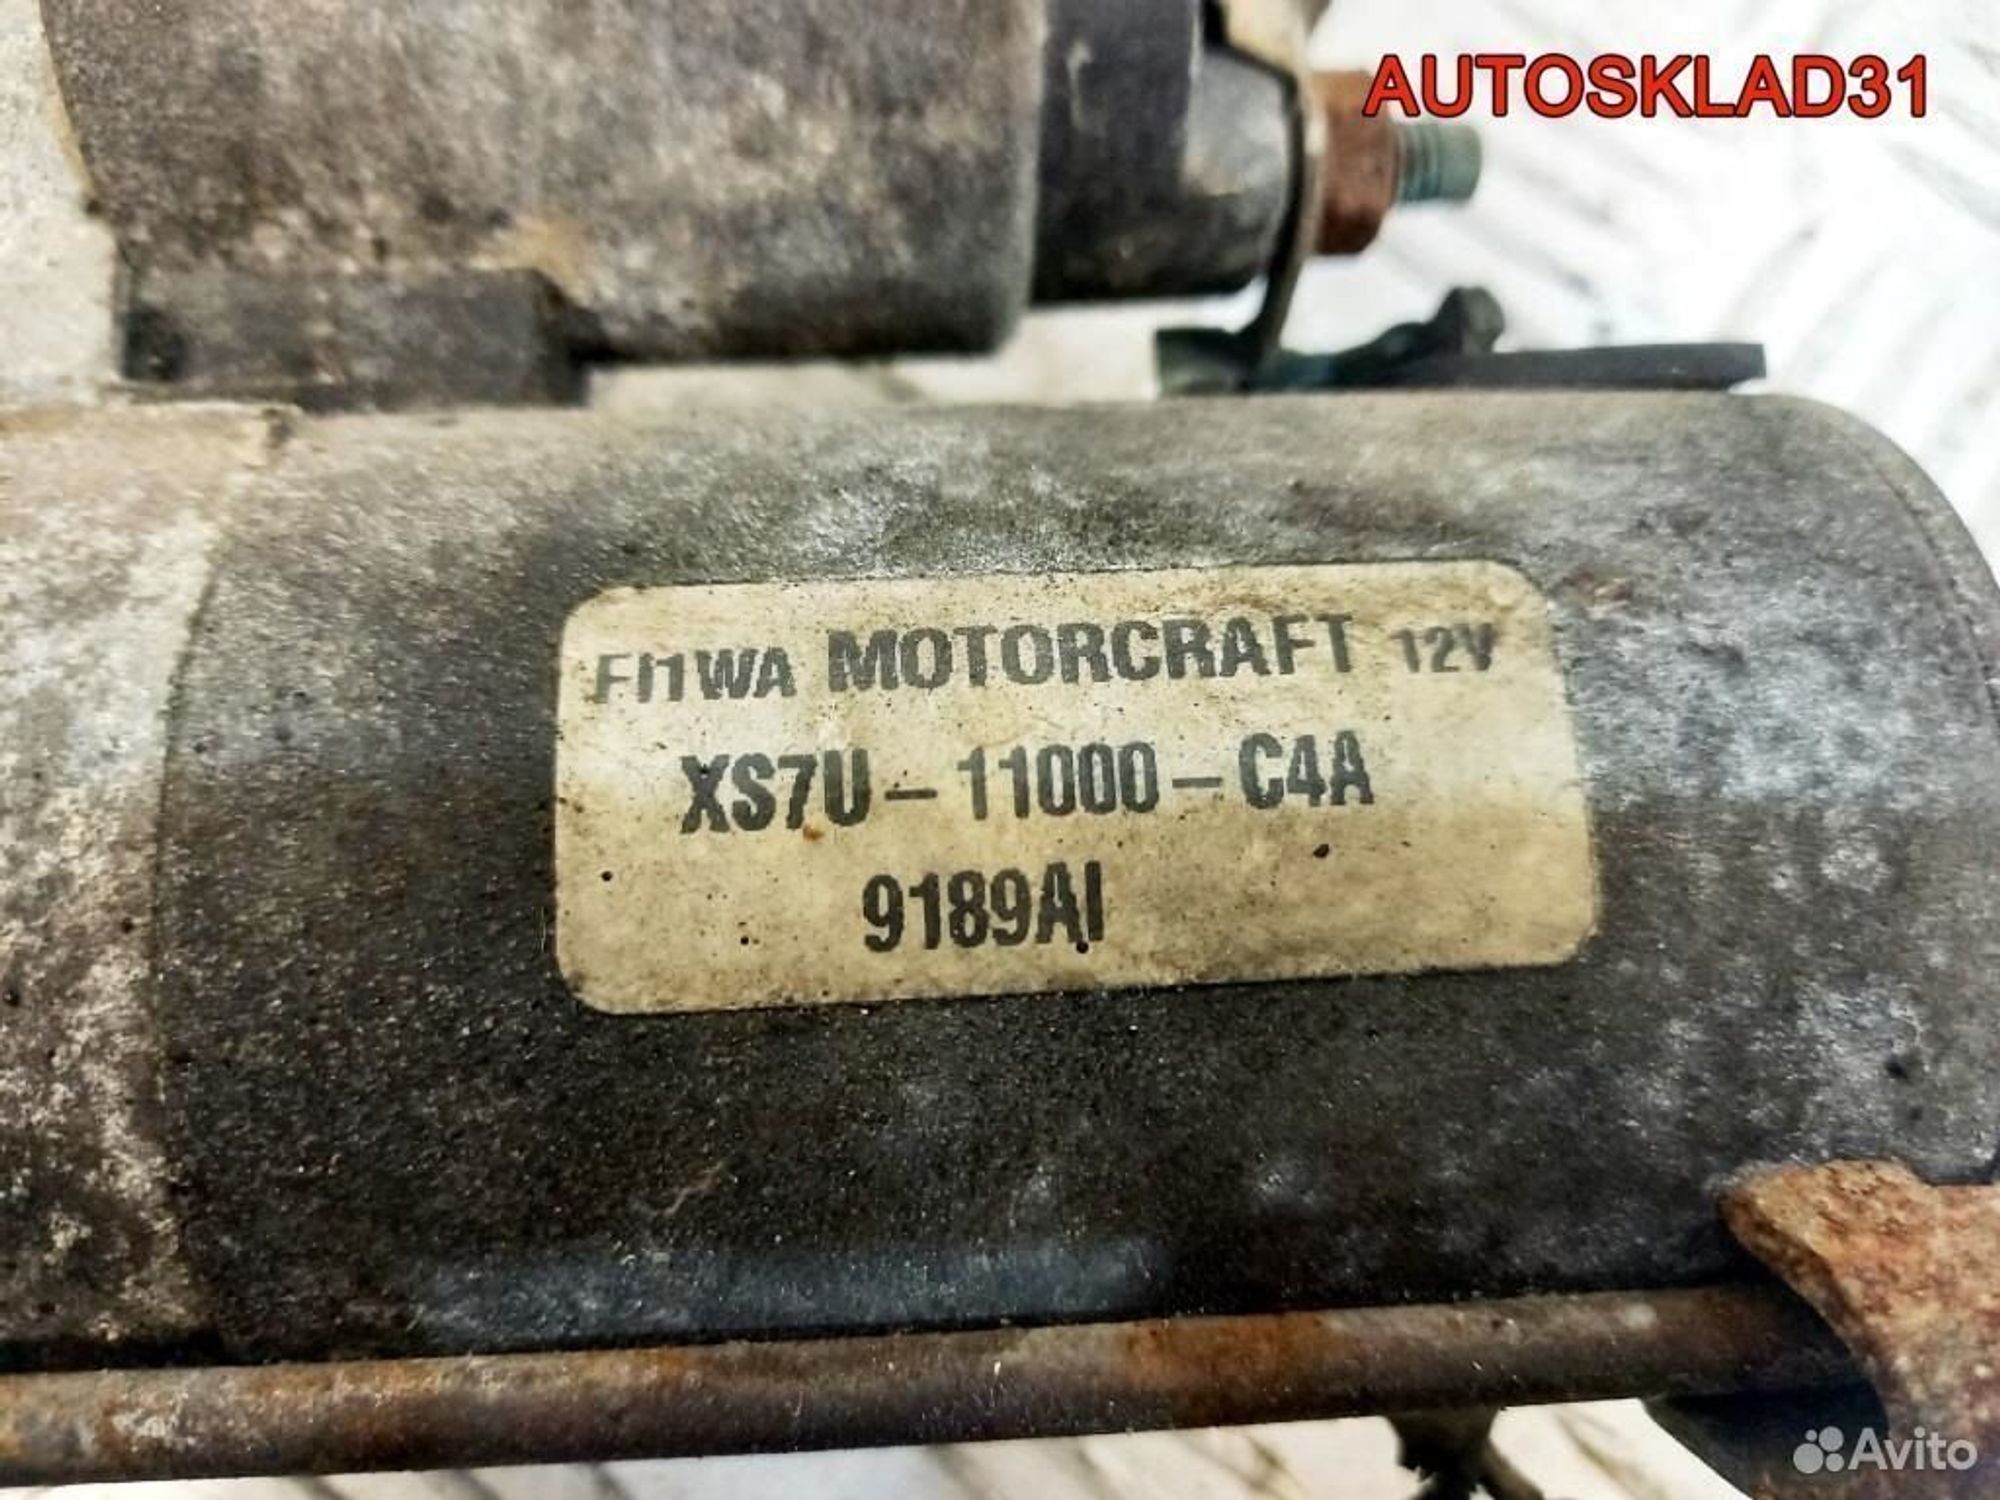 AUTOSKLAD31
FI1WA MOTORCRAFT 12V
XS7U-11000-C4A
9189AI
Avito